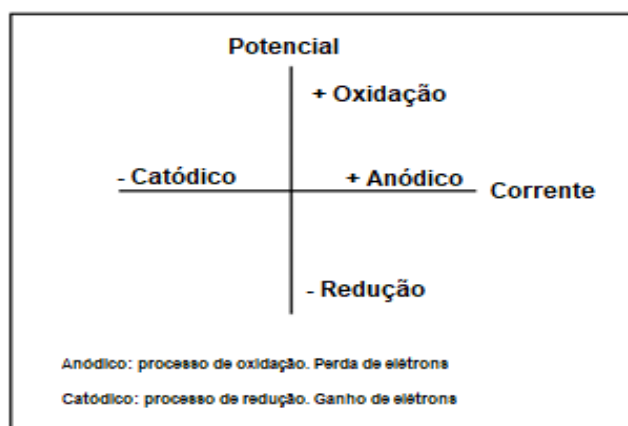 Potencial
+ Oxidação
- Catódico
+ Anódico
Corrente
- Redução
Anódico: processo de oxidação. Perda de elétrons
Catódico: processo de redução. Ganho de elétrons